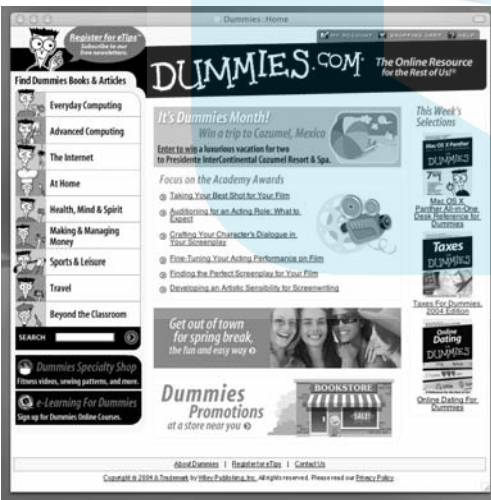 Dummies::Home
Register for eTips
Subscribe to our
free newsletters.
MY ACCOUNT SHOPPING CART HELP
DUMMIES.COM
The Online Resource
for the Rest of Us!®
Find Dummies Books & Articles
Everyday Computing
Advanced Computing
The Internet
At Home
Health, Mind & Spirit
Making & Managing
Money
Sports & Leisure
Travel
Beyond the Classroom
SEARCH
Dummies Specialty Shop
Fitness videos, sewing patterns, and more.
e-Learning For Dummies
Sign up for Dummies Online Courses.
It's Dummies Month!
Win a trip to Cozumel, Mexico
Enter to win a luxurious vacation for two
to Presidente InterContinental Cozumel Resort & Spa.
Focus on the Academy Awards
Taking Your Best Shot for Your Film
Auditioning for an Acting Role: What to
Expect
Crafting Your Character's Dialogue in
Your Screenplay
Fine-Tuning Your Acting Performance on Film
Finding the Perfect Screenplay for Your Film
Developing an Artistic Sensibility for Screenwriting
Get out of town
for spring break,
the fun and easy way
Dummies
Promotions
at a store near you
BOOKSTORE
SALE!
This Week's
Selections
Mac OS X Panther
DUMMIES
Mac OS X
Panther All-in-One
Desk Reference for
Dummies
Taxes
DUMMIES
Taxes For Dummies,
2004 Edition
Online
Dating
DUMMIES
Online Dating For
Dummies
About Dummies | Register for eTips | Contact Us
Copyright © 2004 & Trademark by Wiley Publishing, Inc. All rights reserved. Please read our Privacy Policy.